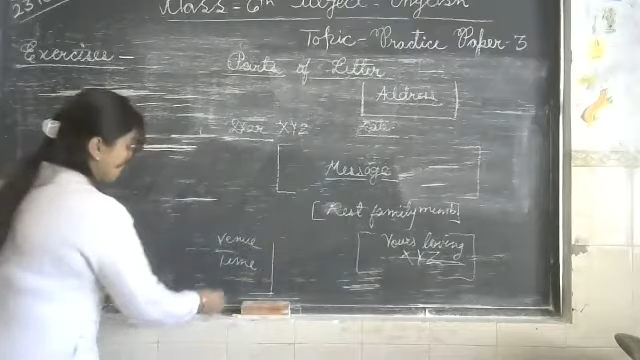 Class - 6th Subject - English
Topic - Practice Paper - 3
Exercises -
Parts of Letter
Address
Dear XYZ Date
Message
[Rest family members]
Venue
Time
Yours loving
XYZ